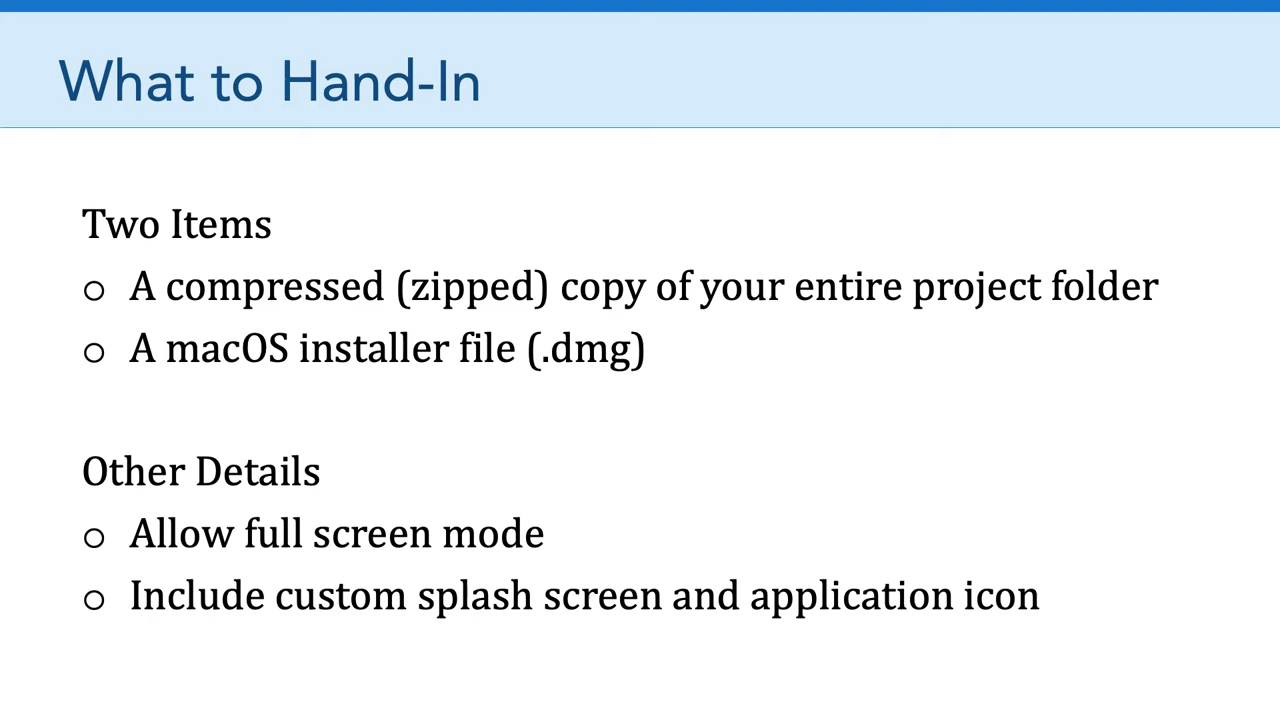 What to Hand-In
Two Items
o A compressed (zipped) copy of your entire project folder
o A macOS installer file (.dmg)
Other Details
o Allow full screen mode
o Include custom splash screen and application icon